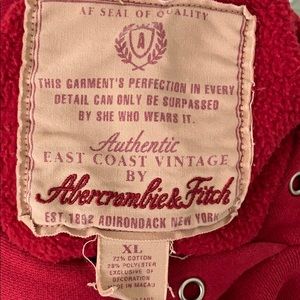 AF SEAL OF QUALITY
A
THIS GARMENT'S PERFECTION IN EVERY
DETAIL CAN ONLY BE SURPASSED
BY SHE WHO WEARS IT.
Authentic
EAST COAST VINTAGE
BY
Abercrombie & Fitch
EST. 1892 ADIRONDACK NEW YORK
XL
COTTON
POLYESTER
EXCLUSIVE OF
DECORATION
MADE IN MACAU